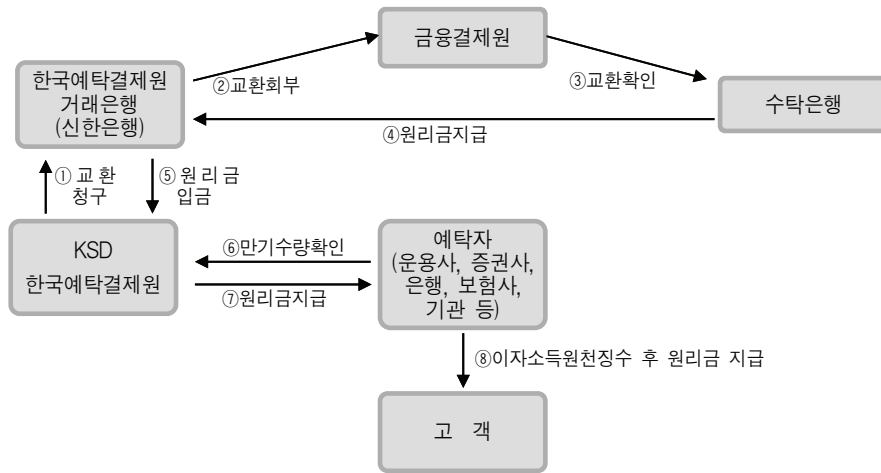 금융결제원
②교환회부
③교환확인
한국예탁결제원
거래은행
(신한은행)
수탁은행
④원리금지급
① 교 환
청구
⑤ 원 리 금
입금
KSD
한국예탁결제원
⑥만기수량확인
⑦원리금지급
예탁자
(운용사, 증권사,
은행, 보험사,
기관 등)
⑧이자소득원천징수 후 원리금 지급
고 객